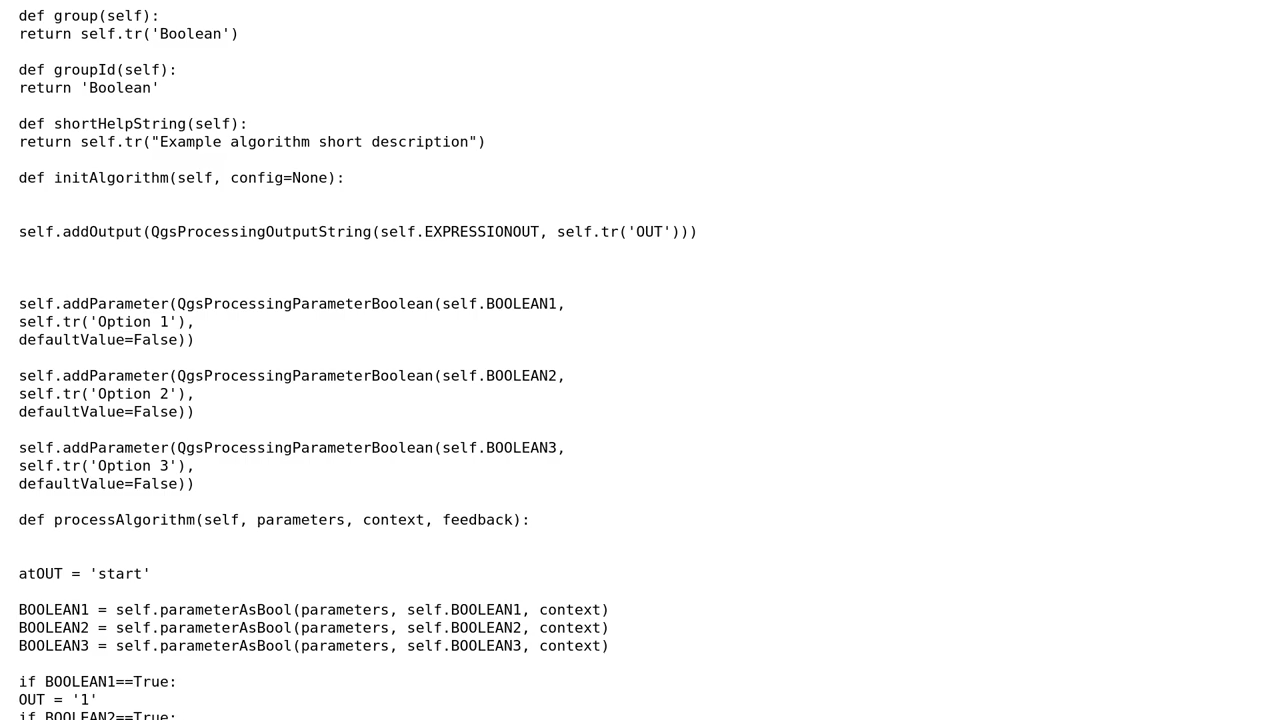 def group(self):
return self.tr('Boolean')
def groupId(self):
return 'Boolean'
def shortHelpString(self):
return self.tr("Example algorithm short description")
def initAlgorithm(self, config=None):
self.addOutput(QgsProcessingOutputString(self.EXPRESSIONOUT, self.tr('OUT')))
self.addParameter(QgsProcessingParameterBoolean(self.BOOLEAN1,
self.tr('Option 1'),
defaultValue=False))
self.addParameter(QgsProcessingParameterBoolean(self.BOOLEAN2,
self.tr('Option 2'),
defaultValue=False))
self.addParameter(QgsProcessingParameterBoolean(self.BOOLEAN3,
self.tr('Option 3'),
defaultValue=False))
def processAlgorithm(self, parameters, context, feedback):
atOUT = 'start'
BOOLEAN1 = self.parameterAsBool(parameters, self.BOOLEAN1, context)
BOOLEAN2 = self.parameterAsBool(parameters, self.BOOLEAN2, context)
BOOLEAN3 = self.parameterAsBool(parameters, self.BOOLEAN3, context)
if BOOLEAN1==True:
OUT = '1'
if BOOLEAN2==True: